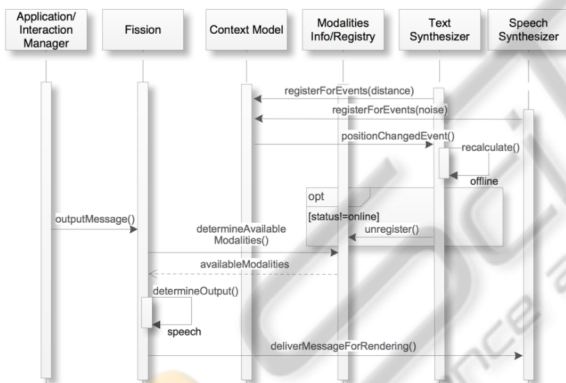 Application/
Interaction
Manager
Fission
Context Model
Modalities
Info/Registry
Text
Synthesizer
Speech
Synthesizer
registerForEvents(distance)
registerForEvents(noise)
positionChangedEvent()
recalculate()
offline
opt
[status!=online]
unregister()
outputMessage()
determineAvailable
Modalities()
availableModalities
determineOutput()
speech
deliverMessageForRendering()